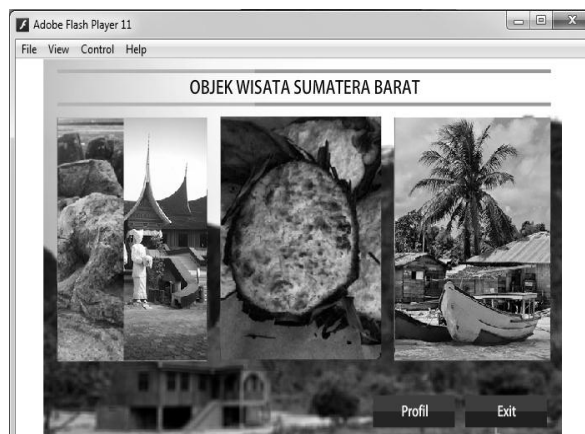 Adobe Flash Player 11
File View Control Help
OBJEK WISATA SUMATERA BARAT
Profil Exit